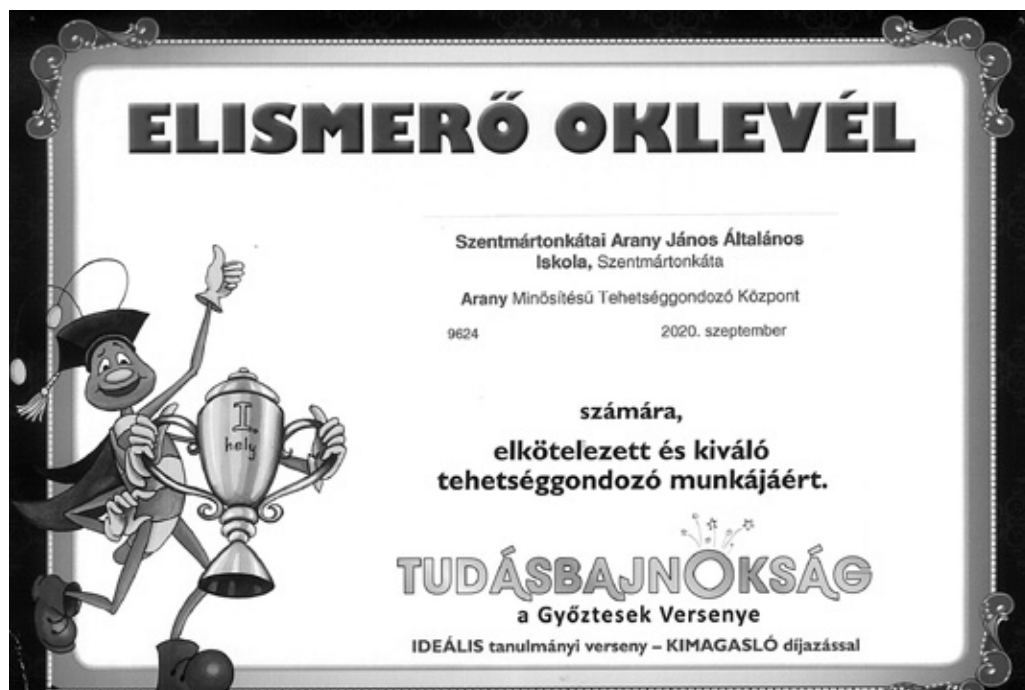 ELISMERŐ OKLEVÉL
Szentmártonkátai Arany János Általános
Iskola, Szentmártonkáta
Arany Minősítésű Tehetséggondozó Központ
9624 2020. szeptember
I.
hely
számára,
elkötelezett és kiváló
tehetséggondozó munkájáért.
TUDÁSBAJNOKSÁG
a Győztesek Versenye
IDEÁLIS tanulmányi verseny – KIMAGASLÓ díjazással